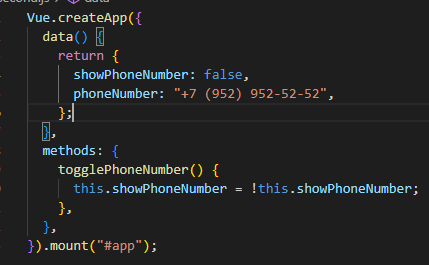 Vue.createApp({
data() {
return {
showPhoneNumber: false,
phoneNumber: "+7 (952) 952-52-52",
};
},
methods: {
togglePhoneNumber() {
this.showPhoneNumber = !this.showPhoneNumber;
},
},
}).mount("#app");